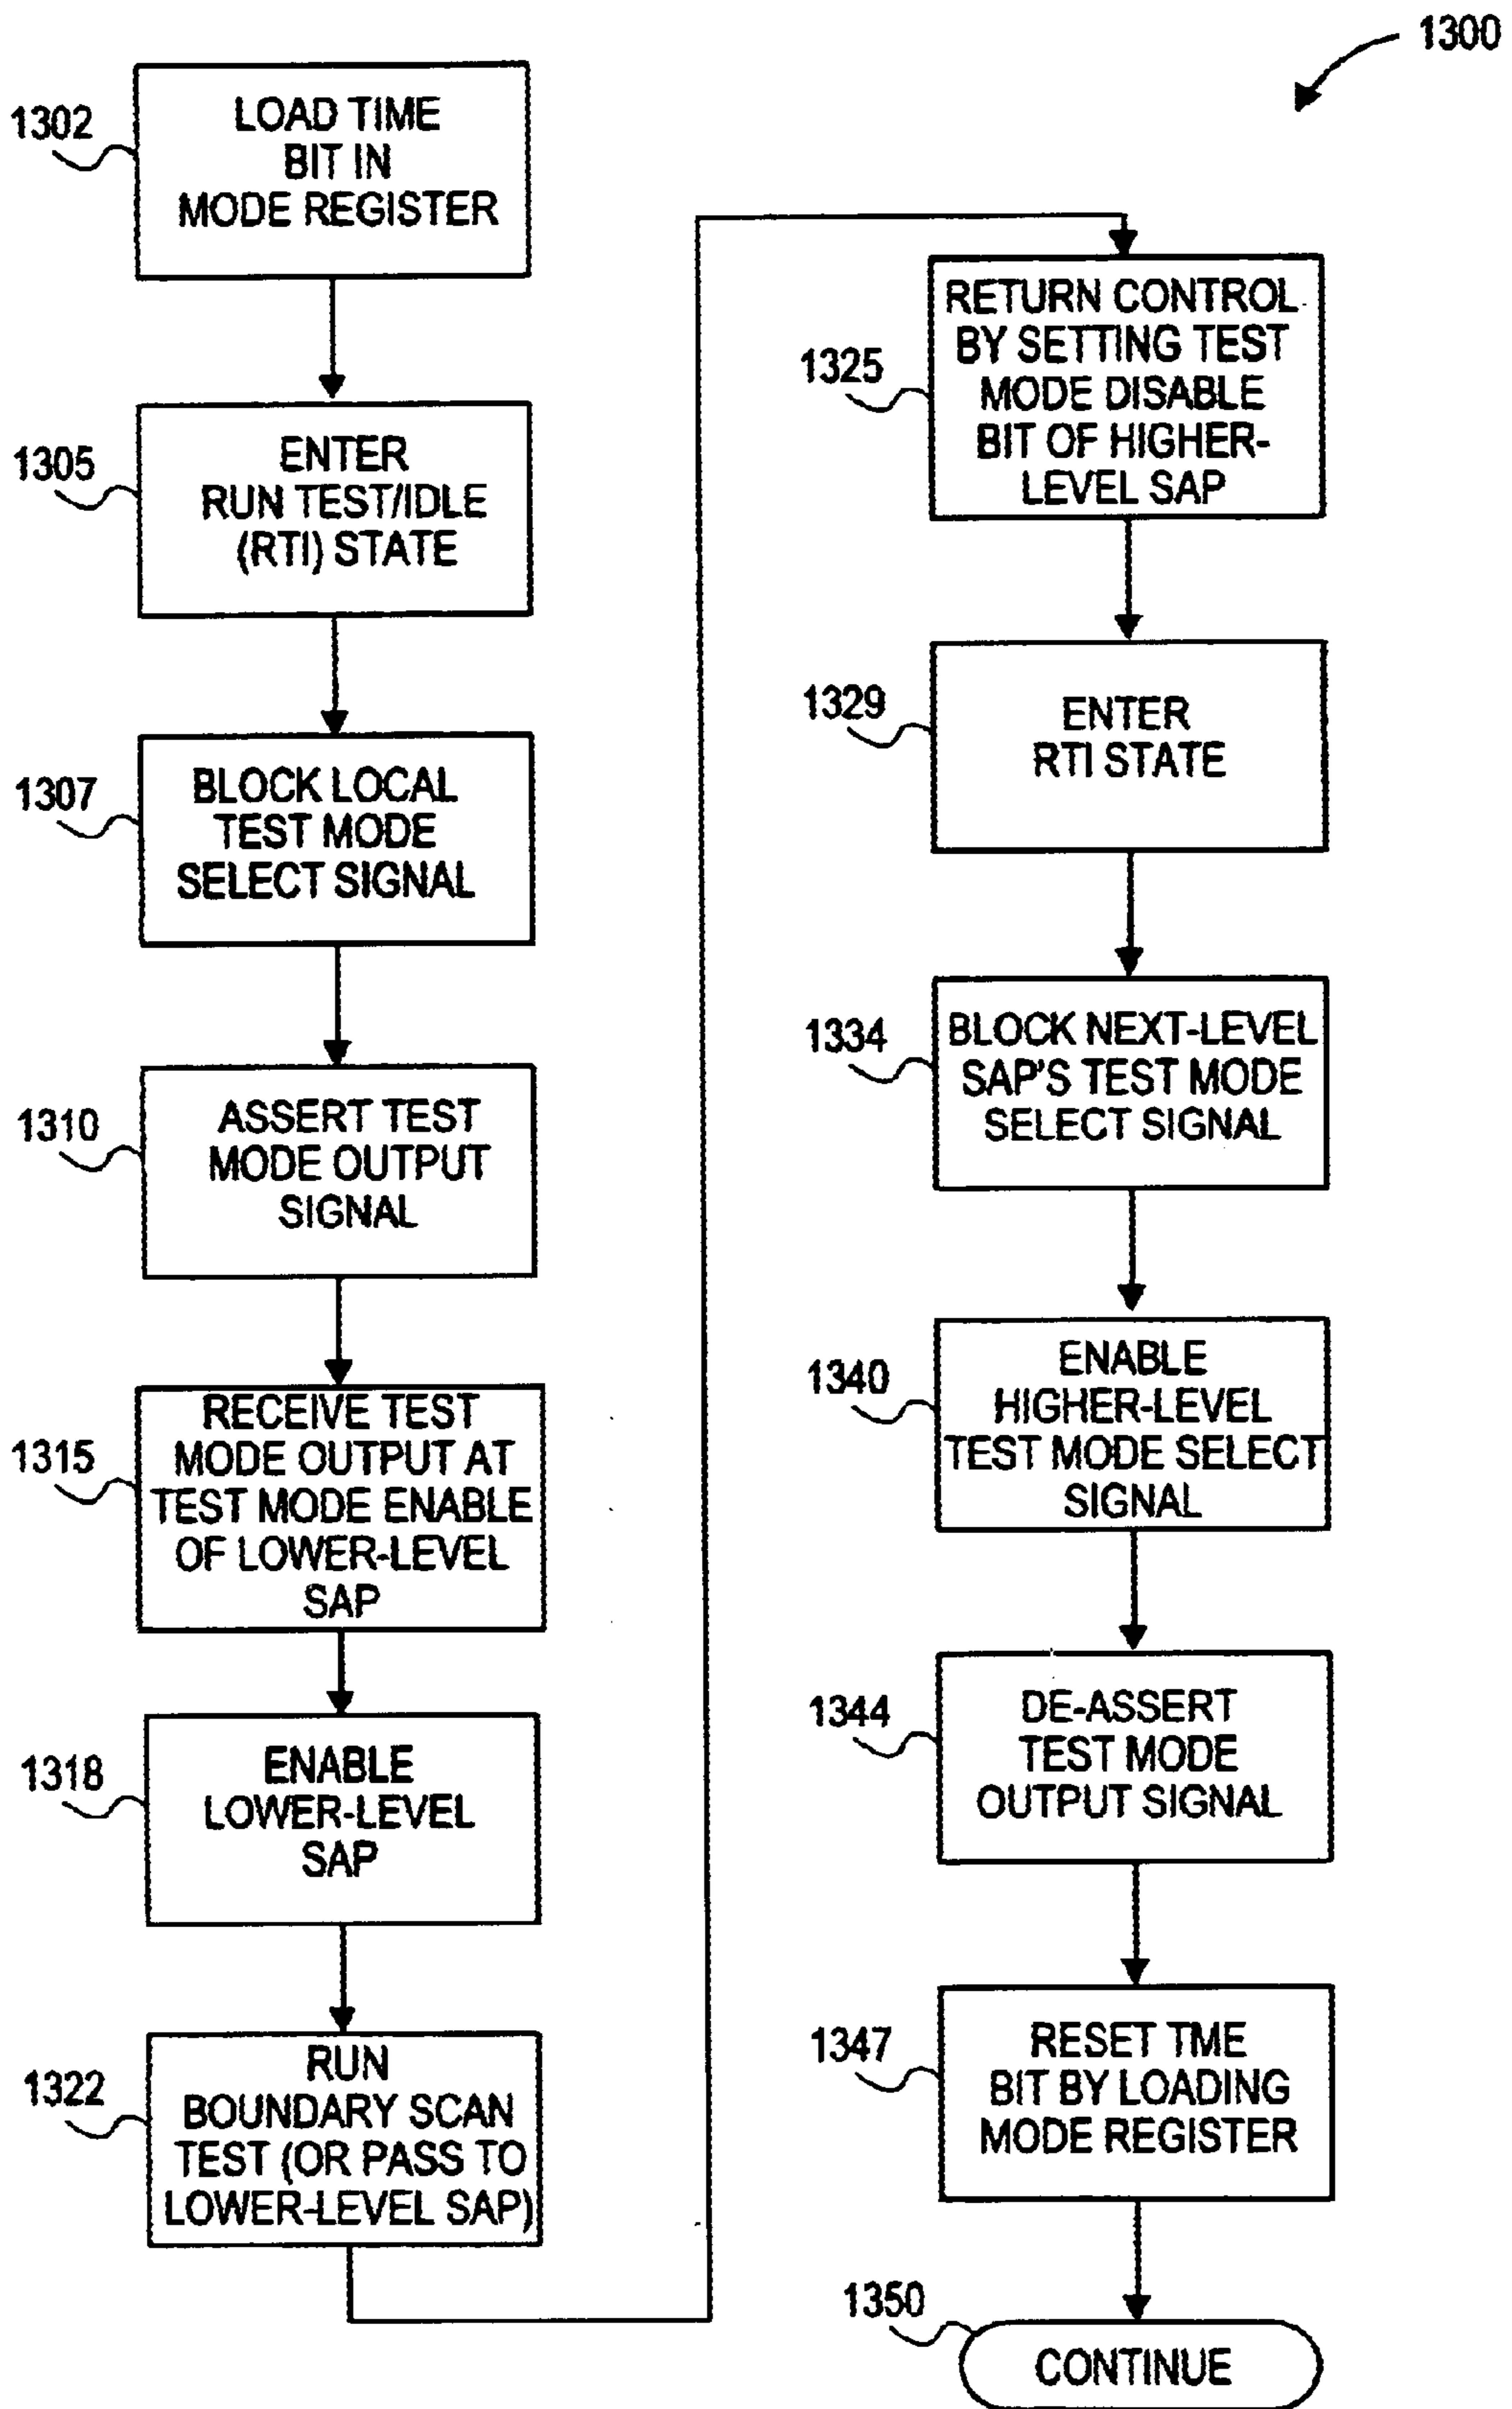 1300
1302
LOAD TIME
BIT IN
MODE REGISTER
1305
ENTER
RUN TEST/IDLE
(RTI) STATE
1307
BLOCK LOCAL
TEST MODE
SELECT SIGNAL
1310
ASSERT TEST
MODE OUTPUT
SIGNAL
1315
RECEIVE TEST
MODE OUTPUT AT
TEST MODE ENABLE
OF LOWER-LEVEL
SAP
1318
ENABLE
LOWER-LEVEL
SAP
1322
RUN
BOUNDARY SCAN
TEST (OR PASS TO
LOWER-LEVEL SAP)
1325
RETURN CONTROL
BY SETTING TEST
MODE DISABLE
BIT OF HIGHER-
LEVEL SAP
1329
ENTER
RTI STATE
1334
BLOCK NEXT-LEVEL
SAP'S TEST MODE
SELECT SIGNAL
1340
ENABLE
HIGHER-LEVEL
TEST MODE SELECT
SIGNAL
1344
DE-ASSERT
TEST MODE
OUTPUT SIGNAL
1347
RESET TME
BIT BY LOADING
MODE REGISTER
1350
CONTINUE